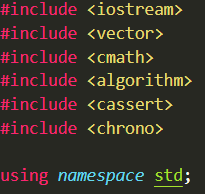 #include <iostream>
#include <vector>
#include <cmath>
#include <algorithm>
#include <cassert>
#include <chrono>
using namespace std;